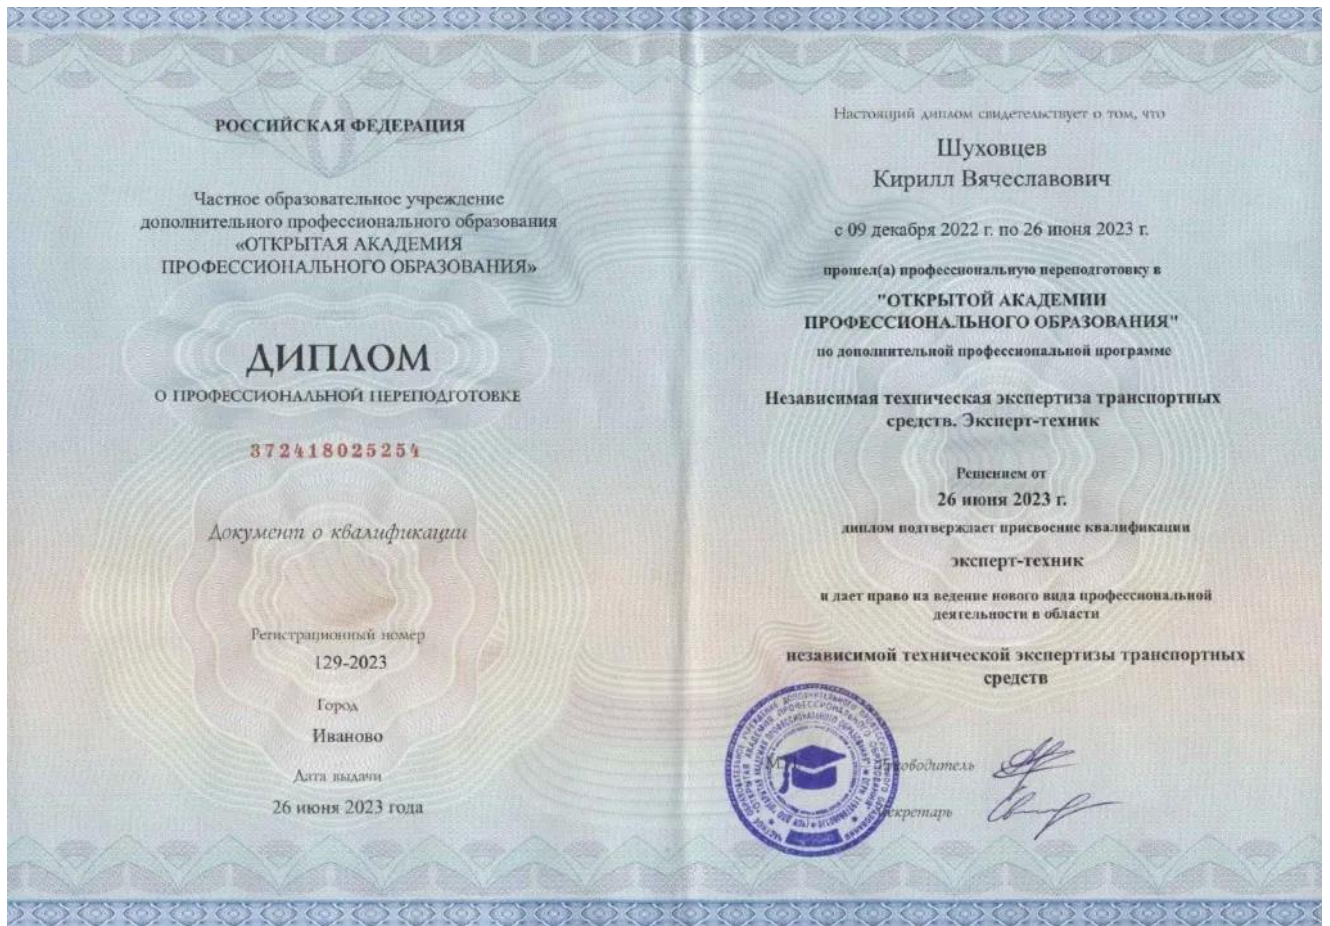 РОССИЙСКАЯ ФЕДЕРАЦИЯ
Частное образовательное учреждение
дополнительного профессионального образования
«ОТКРЫТАЯ АКАДЕМИЯ
ПРОФЕССИОНАЛЬНОГО ОБРАЗОВАНИЯ»
ДИПЛОМ
О ПРОФЕССИОНАЛЬНОЙ ПЕРЕПОДГОТОВКЕ
372418025254
Документ о квалификации
Регистрационный номер
129-2023
Город
Иваново
Дата выдачи
26 июня 2023 года
Настоящий диплом свидетельствует о том, что
Шуховцев
Кирилл Вячеславович
с 09 декабря 2022 г. по 26 июня 2023 г.
прошел(а) профессиональную переподготовку в
"ОТКРЫТОЙ АКАДЕМИИ
ПРОФЕССИОНАЛЬНОГО ОБРАЗОВАНИЯ"
по дополнительной профессиональной программе
Независимая техническая экспертиза транспортных
средств. Эксперт-техник
Решением от
26 июня 2023 г.
диплом подтверждает присвоение квалификации
эксперт-техник
и дает право на ведение нового вида профессиональной
деятельности в области
независимой технической экспертизы транспортных
средств
Руководитель
Секретарь